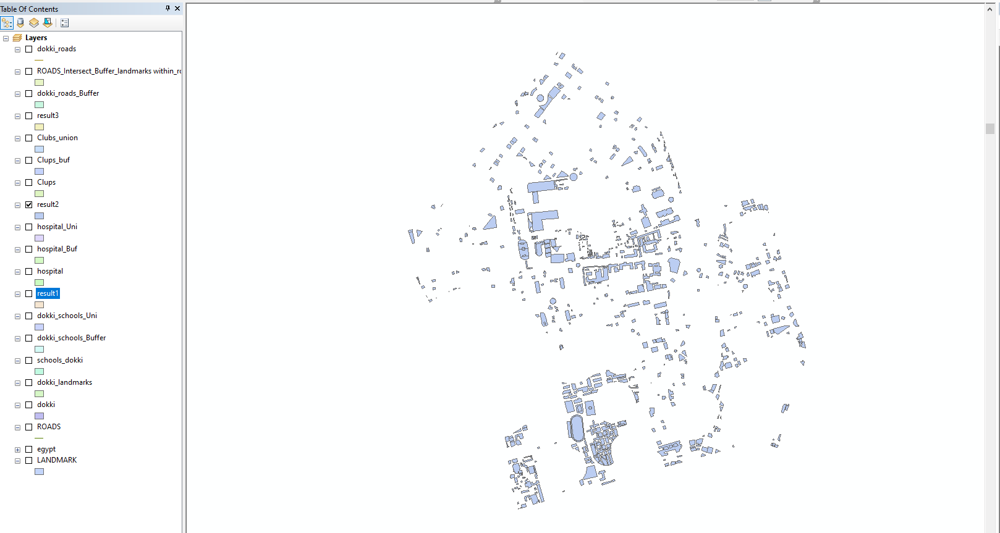 Table Of Contents
Layers
dokki_roads
ROADS_Intersect_Buffer_landmarks within_r
dokki_roads_Buffer
result3
Clubs_union
Clups_buf
Clups
result2
hospital_Uni
hospital_Buf
hospital
result1
dokki_schools_Uni
dokki_schools_Buffer
schools_dokki
dokki_landmarks
dokki
ROADS
egypt
LANDMARK